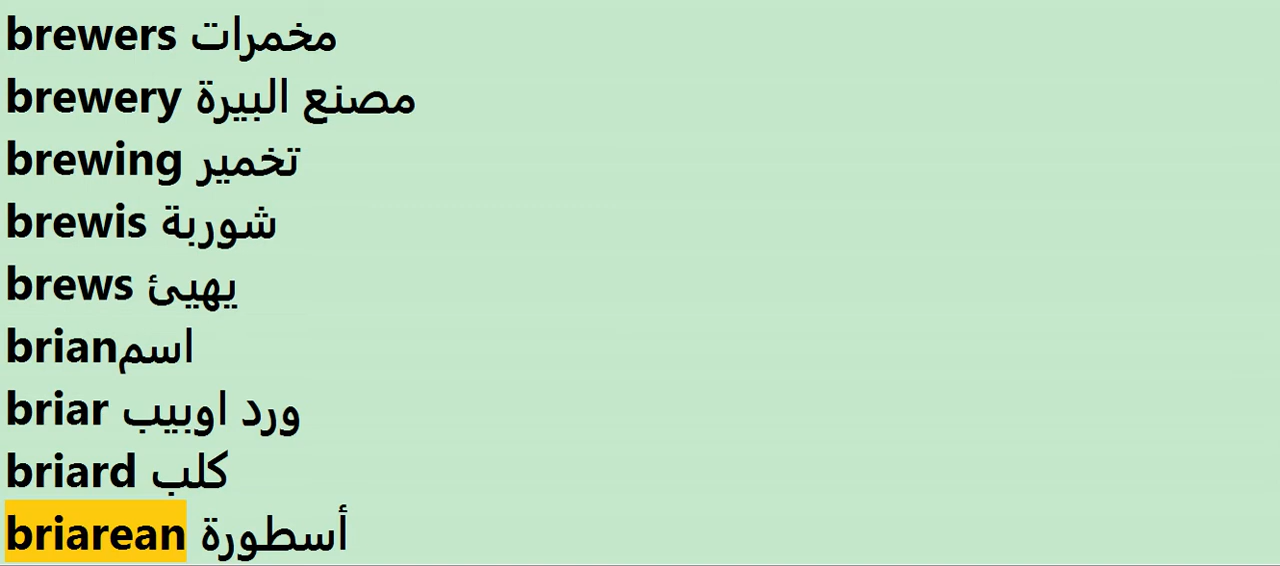 brewers مخمرات
brewery مصنع البيرة
brewing تخمير
brewis شوربة
brews يهيئ
brianاسم
briar ورد اوبيب
briard كلب
briarean أسطورة